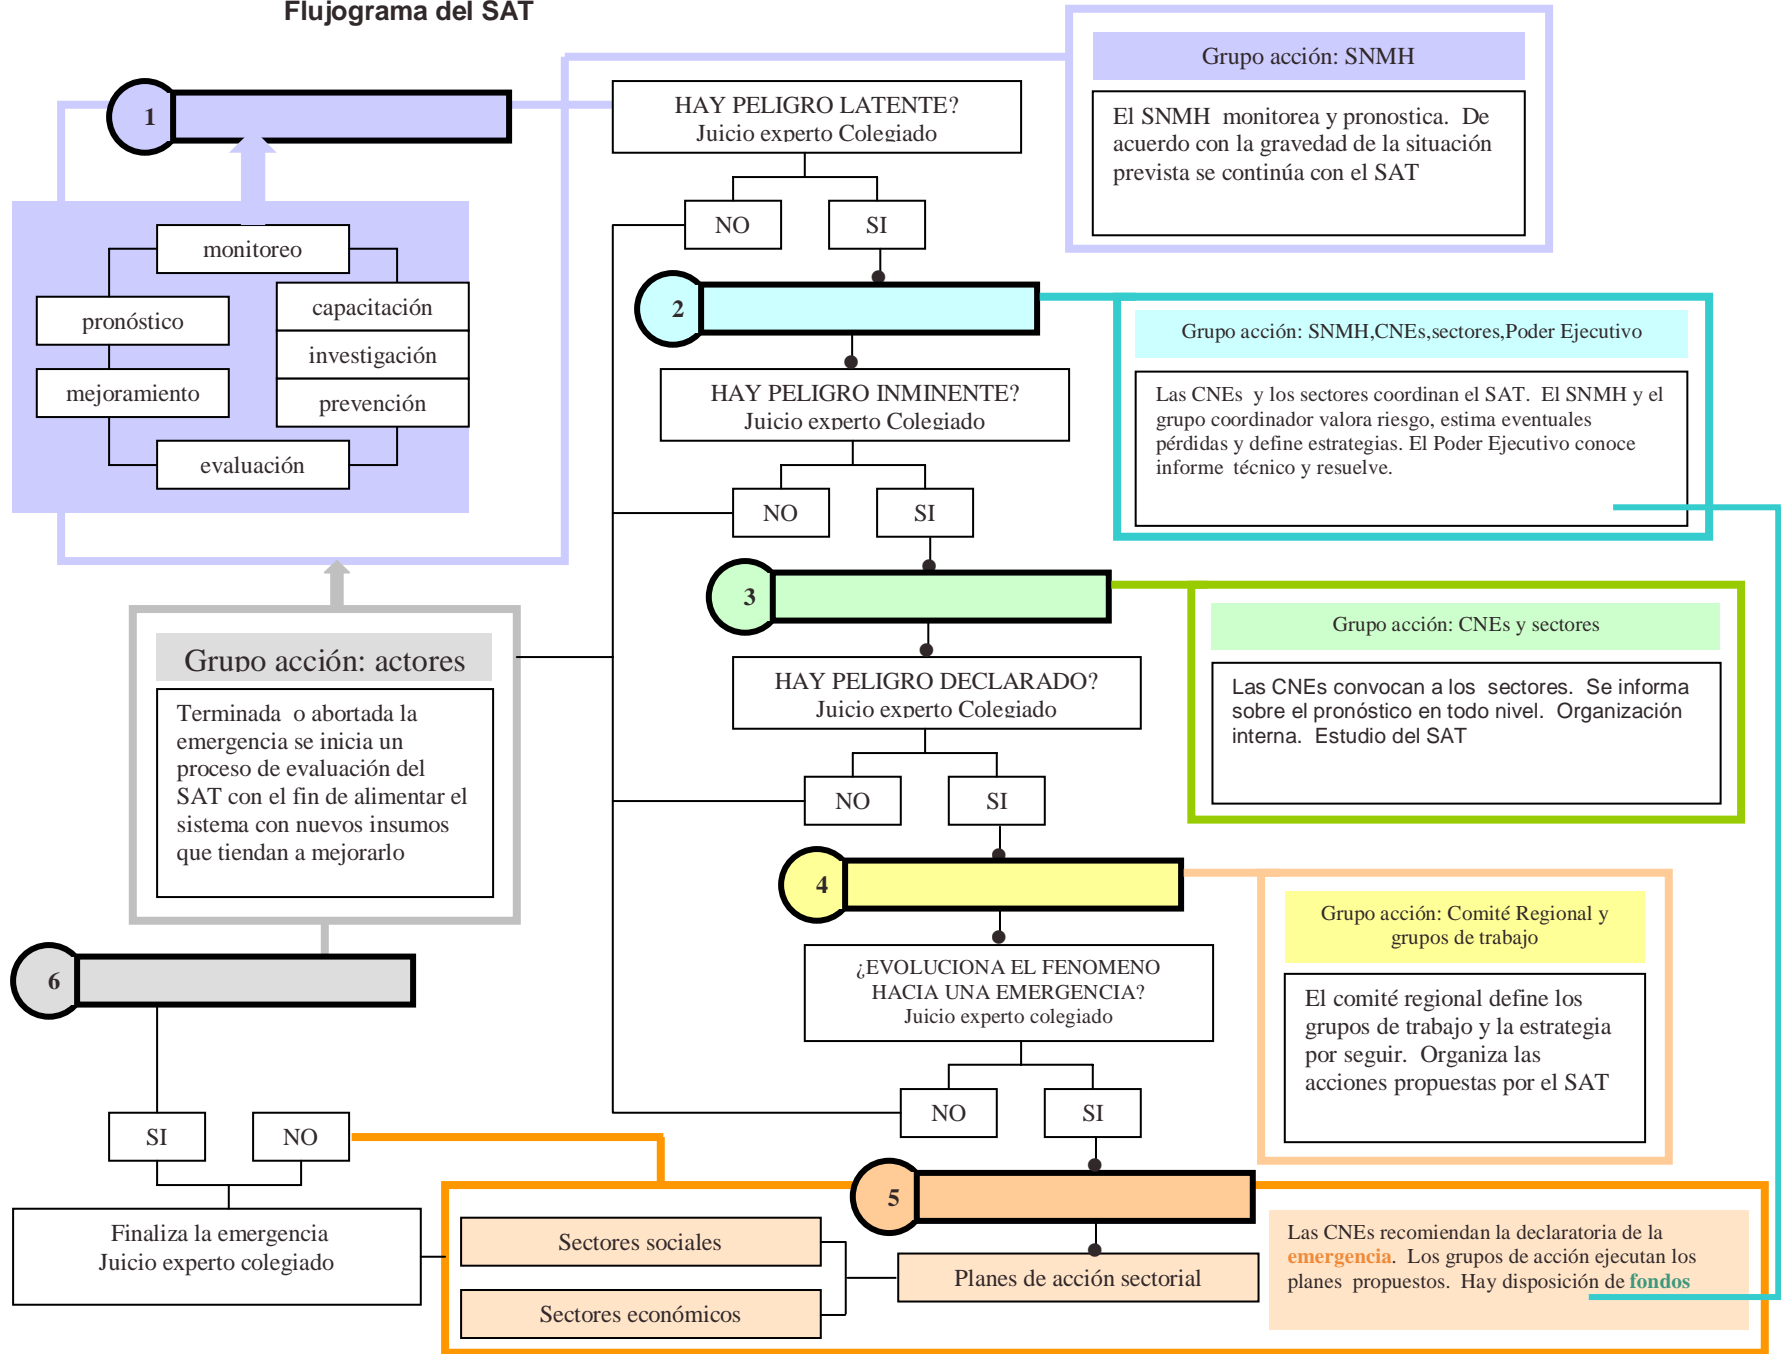 Flujograma del SAT
Grupo acción: SNMH
El SNMH monitorea y pronostica. De
acuerdo con la gravedad de la situación
prevista se continúa con el SAT
1
HAY PELIGRO LATENTE?
Juicio experto Colegiado
NO
SI
monitoreo
pronóstico
mejoramiento
capacitación
investigación
prevención
evaluación
2
Grupo acción: SNMH,CNEs,sectores,Poder Ejecutivo
Las CNEs y los sectores coordinan el SAT. El SNMH y el
grupo coordinador valora riesgo, estima eventuales
pérdidas y define estrategias. El Poder Ejecutivo conoce
informe técnico y resuelve.
HAY PELIGRO INMINENTE?
Juicio experto Colegiado
NO
SI
3
Grupo acción: CNEs y sectores
Las CNEs convocan a los sectores. Se informa
sobre el pronóstico en todo nivel. Organización
interna. Estudio del SAT
HAY PELIGRO DECLARADO?
Juicio experto Colegiado
NO
SI
Grupo acción: actores
Terminada o abortada la
emergencia se inicia un
proceso de evaluación del
SAT con el fin de alimentar el
sistema con nuevos insumos
que tiendan a mejorarlo
4
Grupo acción: Comité Regional y
grupos de trabajo
El comité regional define los
grupos de trabajo y la estrategia
por seguir. Organiza las
acciones propuestas por el SAT
¿EVOLUCIONA EL FENOMENO
HACIA UNA EMERGENCIA?
Juicio experto colegiado
NO
SI
6
SI
NO
Finaliza la emergencia
Juicio experto colegiado
5
Sectores sociales
Sectores económicos
Planes de acción sectorial
Las CNEs recomiendan la declaratoria de la
emergencia. Los grupos de acción ejecutan los
planes propuestos. Hay disposición de fondos